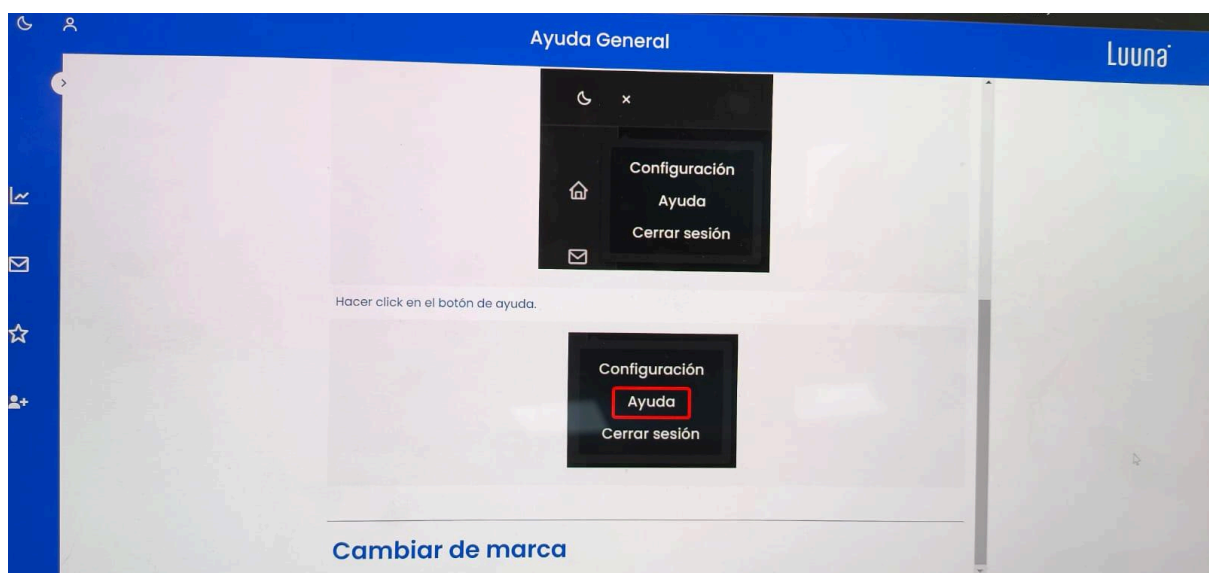 Ayuda General
Luuna
Configuración
Ayuda
Cerrar sesión
Hacer click en el botón de ayuda.
Configuración
Ayuda
Cerrar sesión
Cambiar de marca